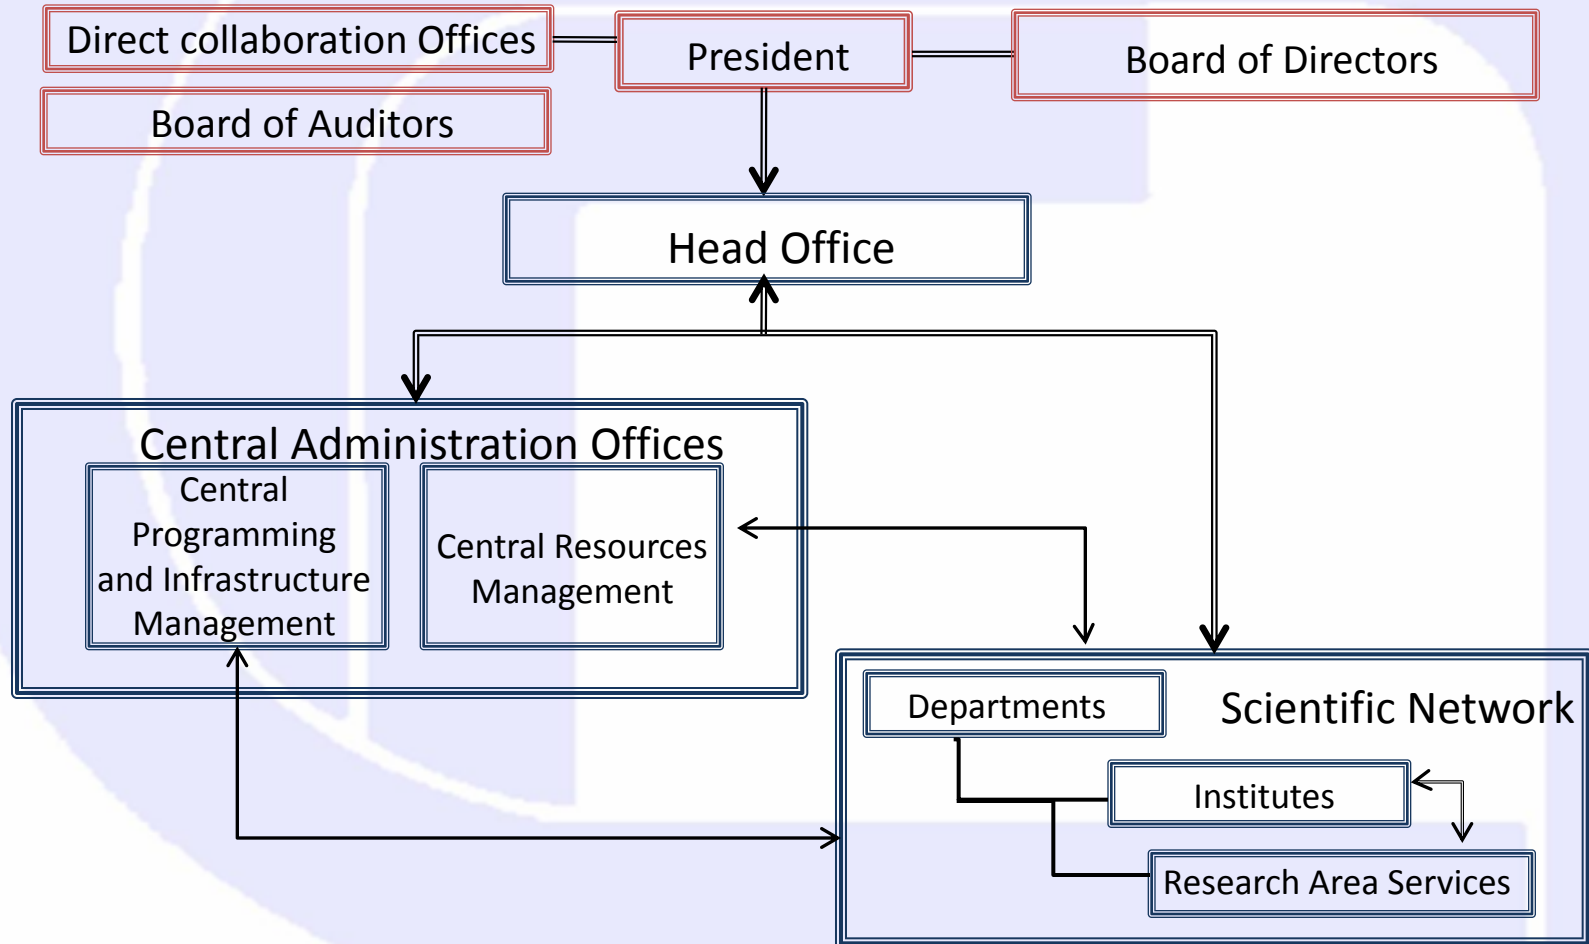 Direct collaboration Offices
President
Board of Directors
Board of Auditors
Head Office
Central Administration Offices
Central
Programming
and Infrastructure
Management
Central Resources
Management
Scientific Network
Departments
Institutes
Research Area Services